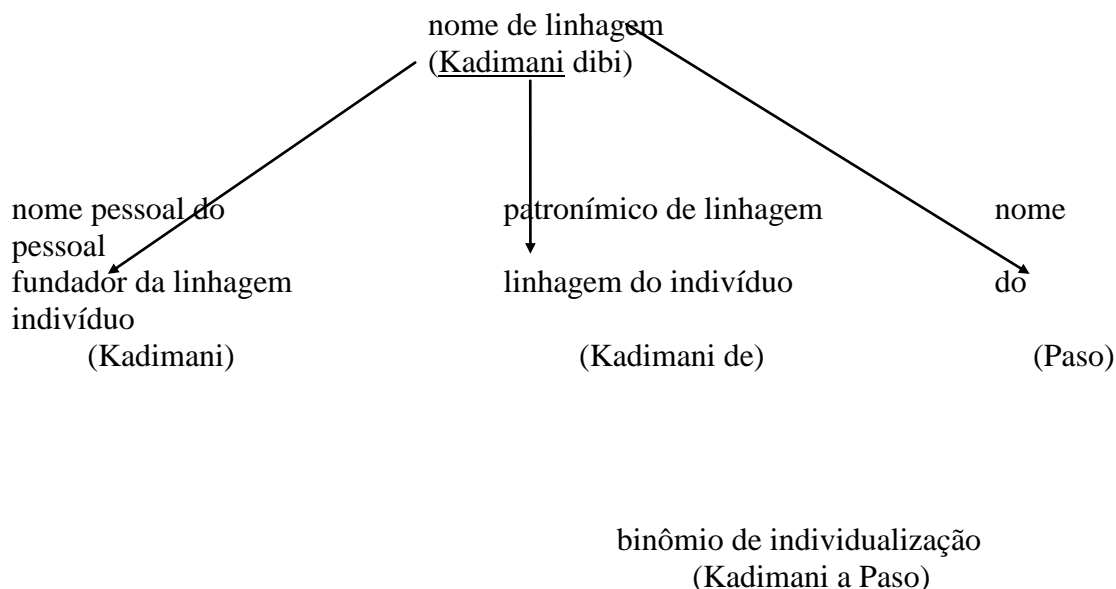 nome de linhagem
(Kadimani dibi)
nome pessoal do patronímico de linhagem nome
pessoal
fundador da linhagem linhagem do indivíduo do
indivíduo
(Kadimani) (Kadimani de) (Paso)
binômio de individualização
(Kadimani a Paso)